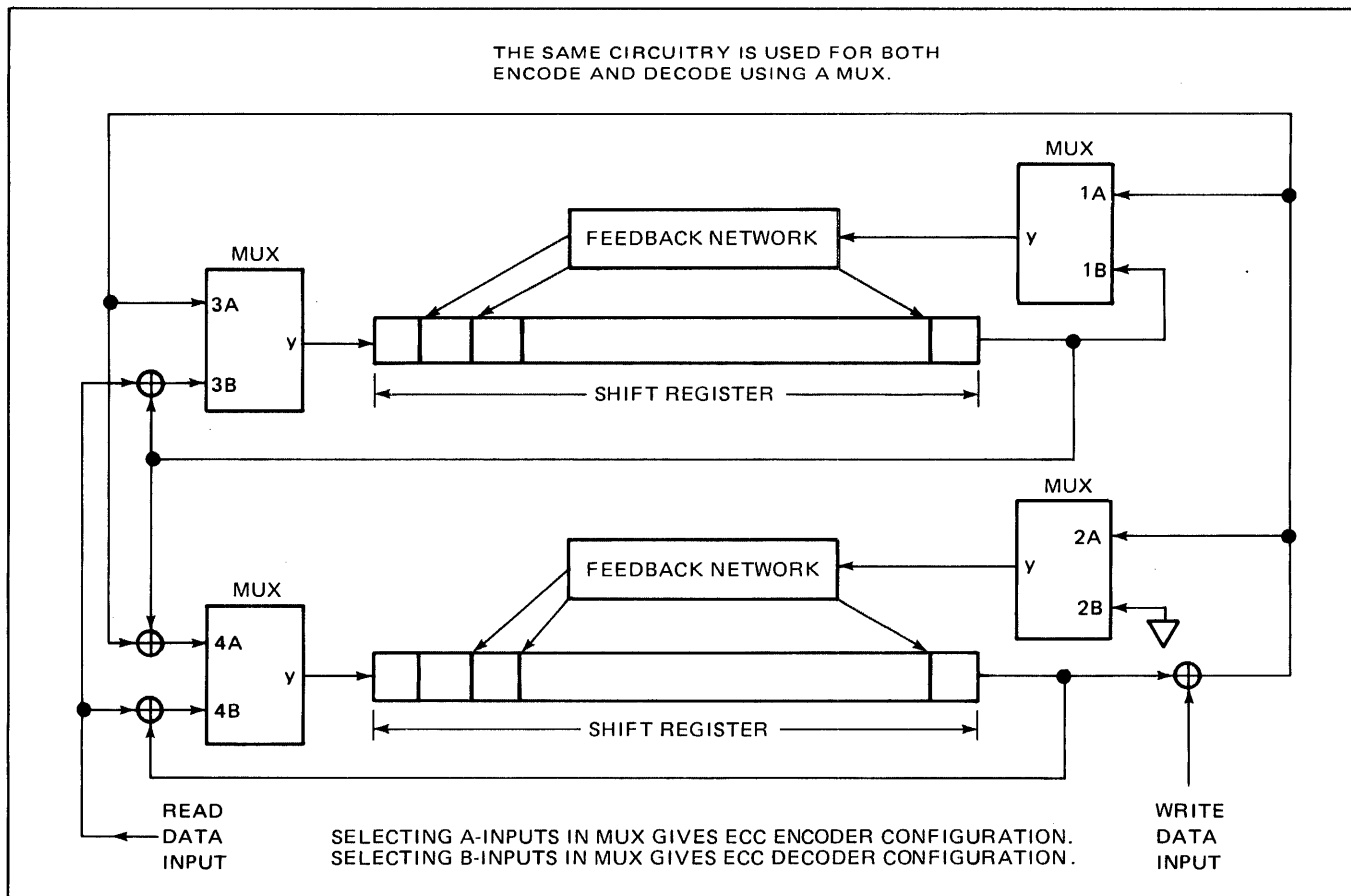 THE SAME CIRCUITRY IS USED FOR BOTH
ENCODE AND DECODE USING A MUX.
MUX
1A
y
1B
FEEDBACK NETWORK
MUX
3A
y
3B
SHIFT REGISTER
MUX
2A
y
2B
FEEDBACK NETWORK
MUX
4A
y
4B
SHIFT REGISTER
READ
DATA
INPUT
WRITE
DATA
INPUT
SELECTING A-INPUTS IN MUX GIVES ECC ENCODER CONFIGURATION.
SELECTING B-INPUTS IN MUX GIVES ECC DECODER CONFIGURATION.